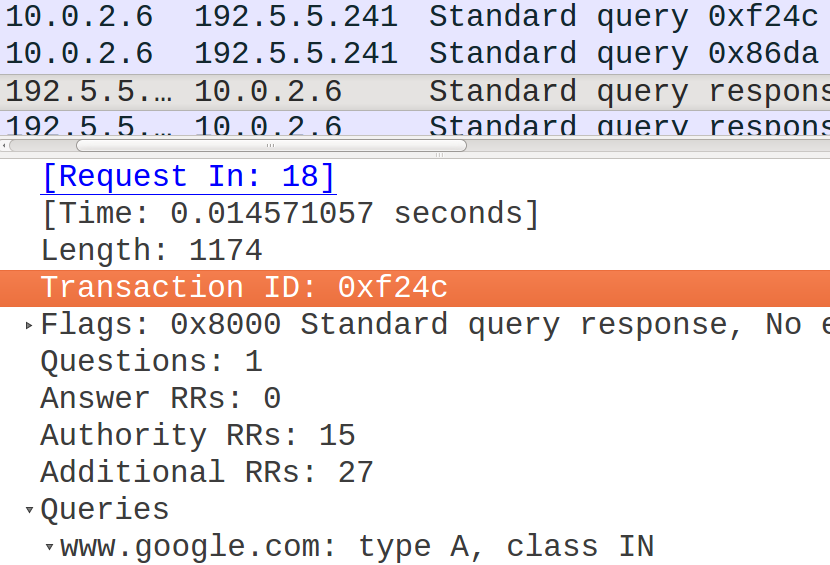 10.0.2.6 192.5.5.241 Standard query 0xf24c
10.0.2.6 192.5.5.241 Standard query 0x86da
192.5.5.… 10.0.2.6 Standard query respons
192.5.5.… 10.0.2.6 Standard query respons
[Request In: 18]
[Time: 0.014571057 seconds]
Length: 1174
Transaction ID: 0xf24c
Flags: 0x8000 Standard query response, No e
Questions: 1
Answer RRs: 0
Authority RRs: 15
Additional RRs: 27
Queries
www.google.com: type A, class IN